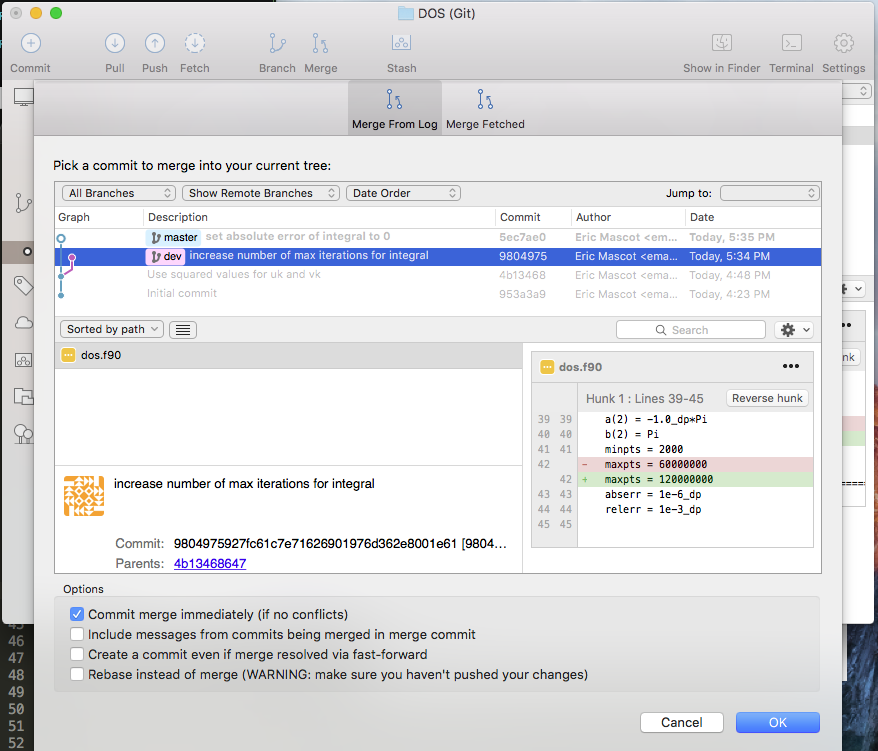 DOS (Git)
Commit Pull Push Fetch Branch Merge Stash Show in Finder Terminal Settings
Merge From Log Merge Fetched
Pick a commit to merge into your current tree:
All Branches Show Remote Branches Date Order Jump to:
Graph Description Commit Author Date
master set absolute error of integral to 0 5ec7ae0 Eric Mascot <ema... Today, 5:35 PM
dev increase number of max iterations for integral 9804975 Eric Mascot <ema... Today, 5:34 PM
Use squared values for uk and vk 4b13468 Eric Mascot <ema... Today, 4:48 PM
Initial commit 953a3a9 Eric Mascot <ema... Today, 4:23 PM
Sorted by path Search
dos.f90
dos.f90
Hunk 1 : Lines 39-45 Reverse hunk
39 39 a(2) = -1.0_dp*Pi
40 40 b(2) = Pi
41 41 minpts = 2000
42 - maxpts = 60000000
42 + maxpts = 120000000
43 43 abserr = 1e-6_dp
44 44 relerr = 1e-3_dp
45 45
increase number of max iterations for integral
Commit: 9804975927fc61c7e71626901976d362e8001e61 [9804...
Parents: 4b13468647
Options
Commit merge immediately (if no conflicts)
Include messages from commits being merged in merge commit
Create a commit even if merge resolved via fast-forward
Rebase instead of merge (WARNING: make sure you haven't pushed your changes)
Cancel OK
nk
=====
45
46
47
48
49
50
51
52